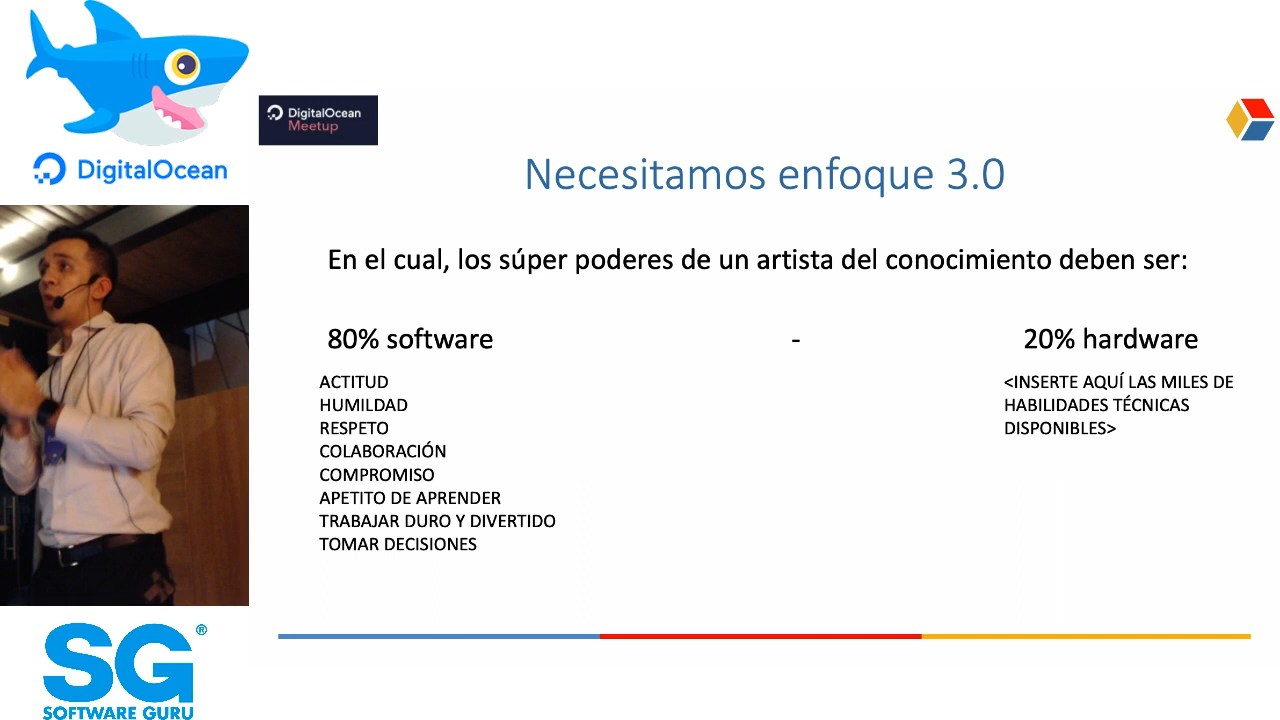 DigitalOcean
DigitalOcean
Meetup
Necesitamos enfoque 3.0
En el cual, los súper poderes de un artista del conocimiento deben ser:
80% software - 20% hardware
ACTITUD
HUMILDAD
RESPETO
COLABORACIÓN
COMPROMISO
APETITO DE APRENDER
TRABAJAR DURO Y DIVERTIDO
TOMAR DECISIONES
<INSERTE AQUÍ LAS MILES DE
HABILIDADES TÉCNICAS
DISPONIBLES>
SG®
SOFTWARE GURU